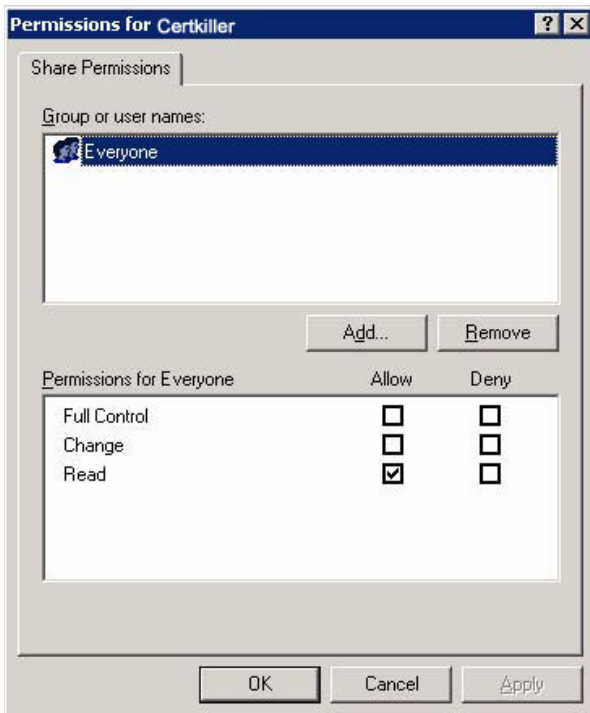 Permissions for Certkiller
Share Permissions
Group or user names:
Everyone
Add... Remove
Permissions for Everyone Allow Deny
Full Control
Change
Read
OK Cancel Apply